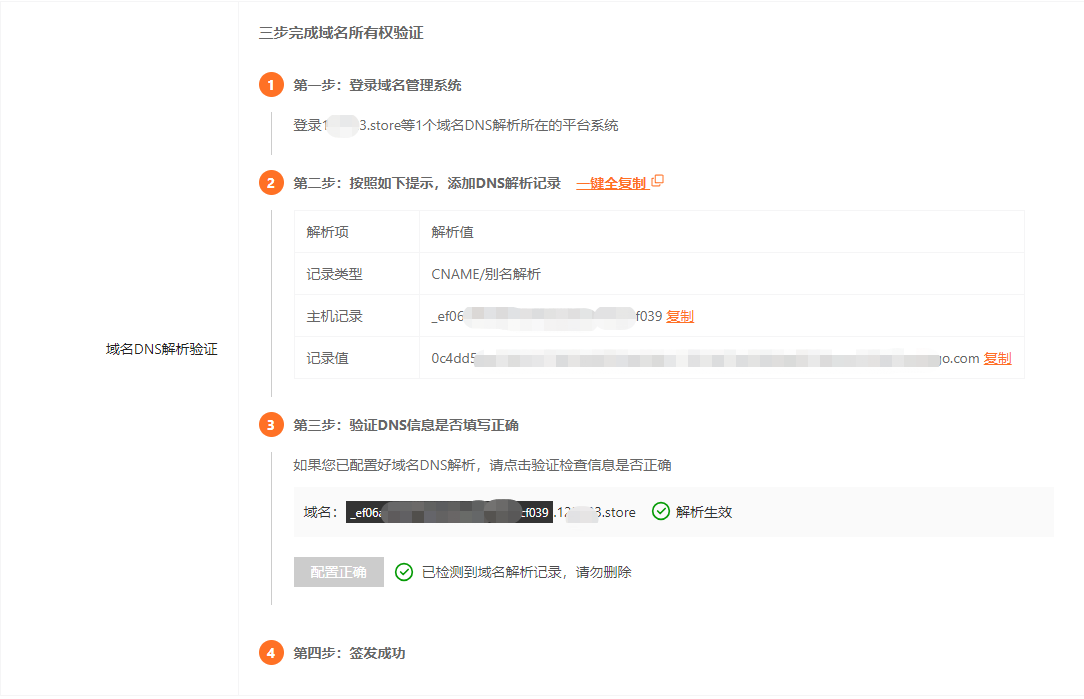 三步完成域名所有权验证
1 第一步：登录域名管理系统
登录1 3.store等1个域名DNS解析所在的平台系统
2 第二步：按照如下提示，添加DNS解析记录 一键全复制
解析项 解析值
记录类型 CNAME/别名解析
主机记录 _ef06 f039 复制
域名DNS解析验证
记录值 0c4dd5 .com 复制
3 第三步：验证DNS信息是否填写正确
如果您已配置好域名DNS解析，请点击验证检查信息是否正确
域名： _ef06 cf039 .12 3.store 解析生效
配置正确 已检测到域名解析记录，请勿删除
4 第四步：签发成功